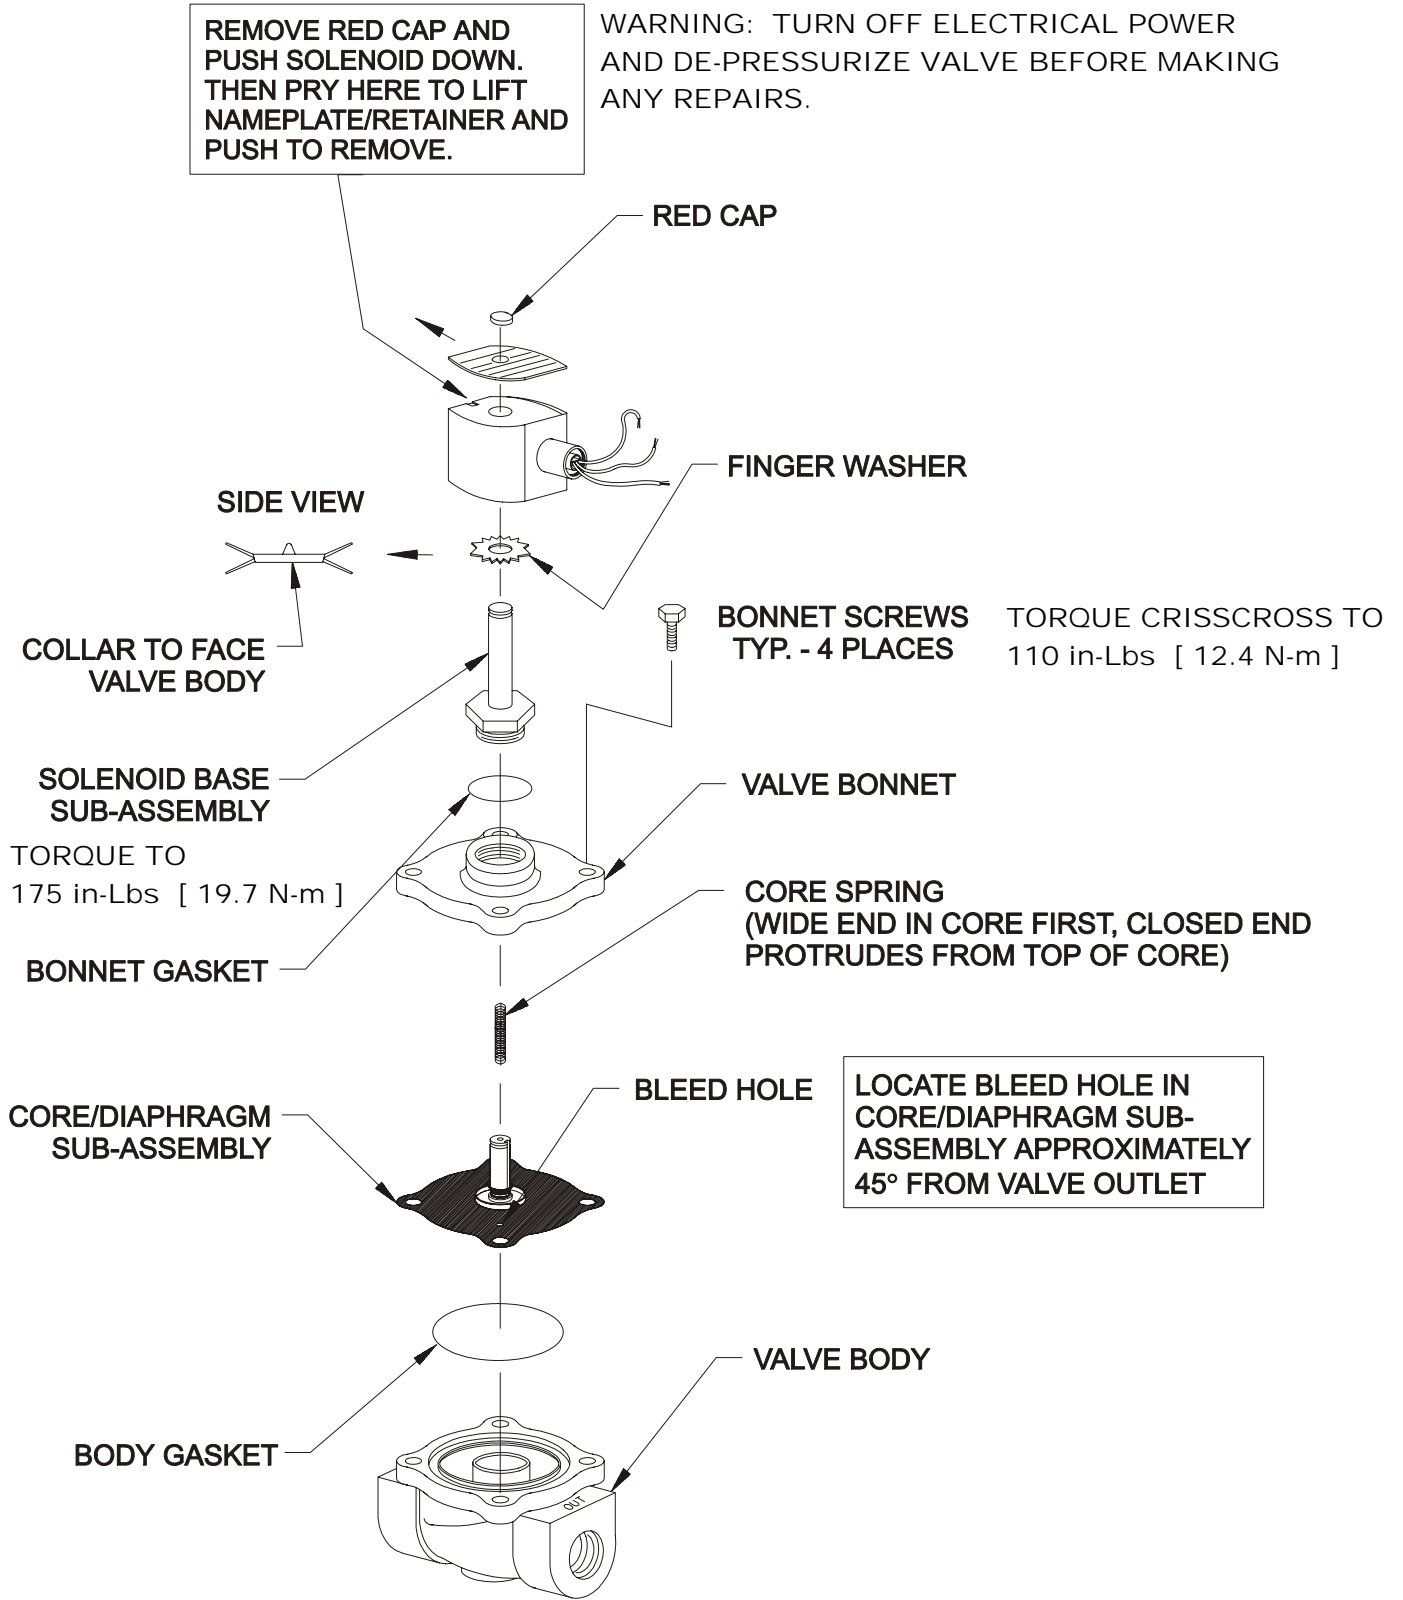 REMOVE RED CAP AND
PUSH SOLENOID DOWN.
THEN PRY HERE TO LIFT
NAMEPLATE/RETAINER AND
PUSH TO REMOVE.
WARNING: TURN OFF ELECTRICAL POWER
AND DE-PRESSURIZE VALVE BEFORE MAKING
ANY REPAIRS.
RED CAP
FINGER WASHER
SIDE VIEW
COLLAR TO FACE
VALVE BODY
BONNET SCREWS
TYP. - 4 PLACES
TORQUE CRISSCROSS TO
110 in-Lbs [ 12.4 N-m ]
SOLENOID BASE
SUB-ASSEMBLY
TORQUE TO
175 in-Lbs [ 19.7 N-m ]
VALVE BONNET
BONNET GASKET
CORE SPRING
(WIDE END IN CORE FIRST, CLOSED END
PROTRUDES FROM TOP OF CORE)
BLEED HOLE
LOCATE BLEED HOLE IN
CORE/DIAPHRAGM SUB-
ASSEMBLY APPROXIMATELY
45° FROM VALVE OUTLET
CORE/DIAPHRAGM
SUB-ASSEMBLY
VALVE BODY
BODY GASKET
OUT